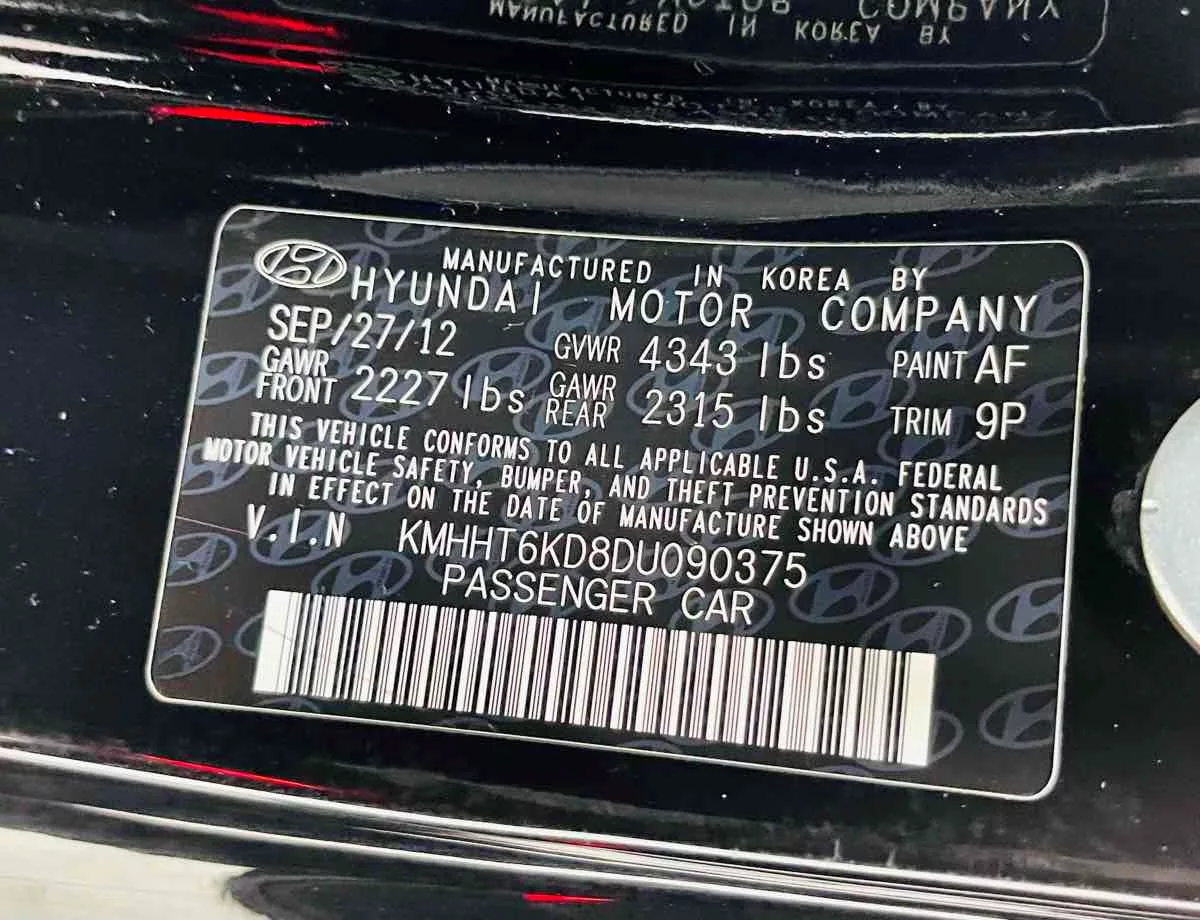 MANUFACTURED IN KOREA BY
HYUNDAI MOTOR COMPANY
SEP/27/12 GVWR 4343 lbs PAINT AF
GAWR FRONT 2227 lbs GAWR REAR 2315 lbs TRIM 9P
THIS VEHICLE CONFORMS TO ALL APPLICABLE U.S.A. FEDERAL
MOTOR VEHICLE SAFETY, BUMPER, AND THEFT PREVENTION STANDARDS
IN EFFECT ON THE DATE OF MANUFACTURE SHOWN ABOVE
V.I.N KMHHT6KD8DU090375
PASSENGER CAR